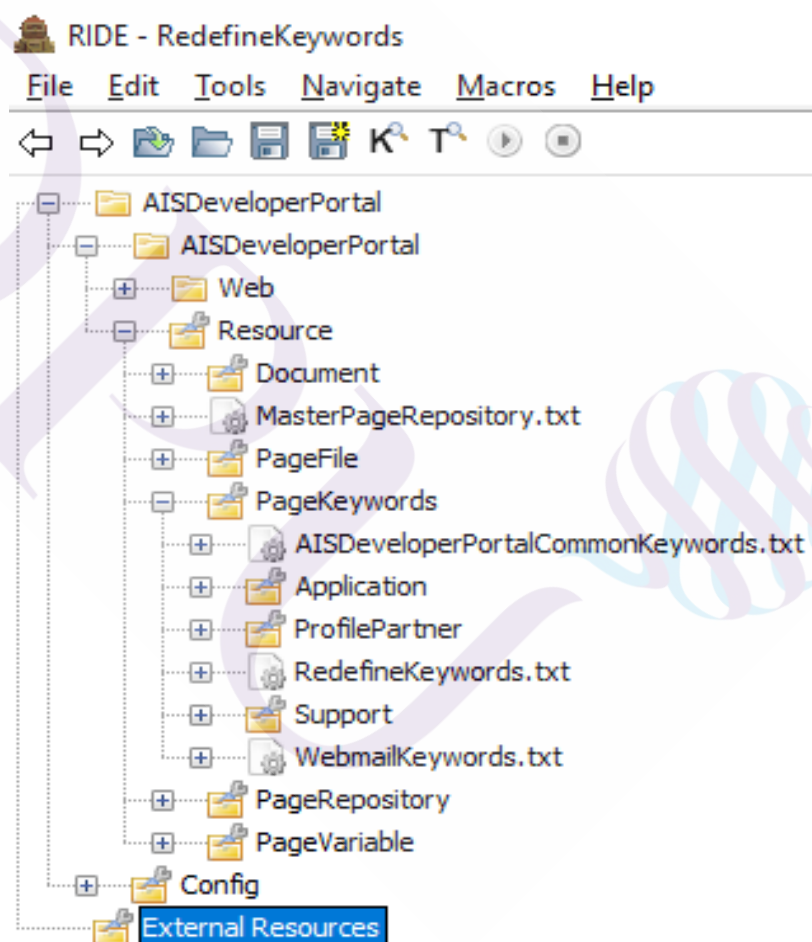 RIDE - RedefineKeywords
File Edit Tools Navigate Macros Help
K T
AISDeveloperPortal
AISDeveloperPortal
Web
Resource
Document
MasterPageRepository.txt
PageFile
PageKeywords
AISDeveloperPortalCommonKeywords.txt
Application
ProfilePartner
RedefineKeywords.txt
Support
WebmailKeywords.txt
PageRepository
PageVariable
Config
External Resources